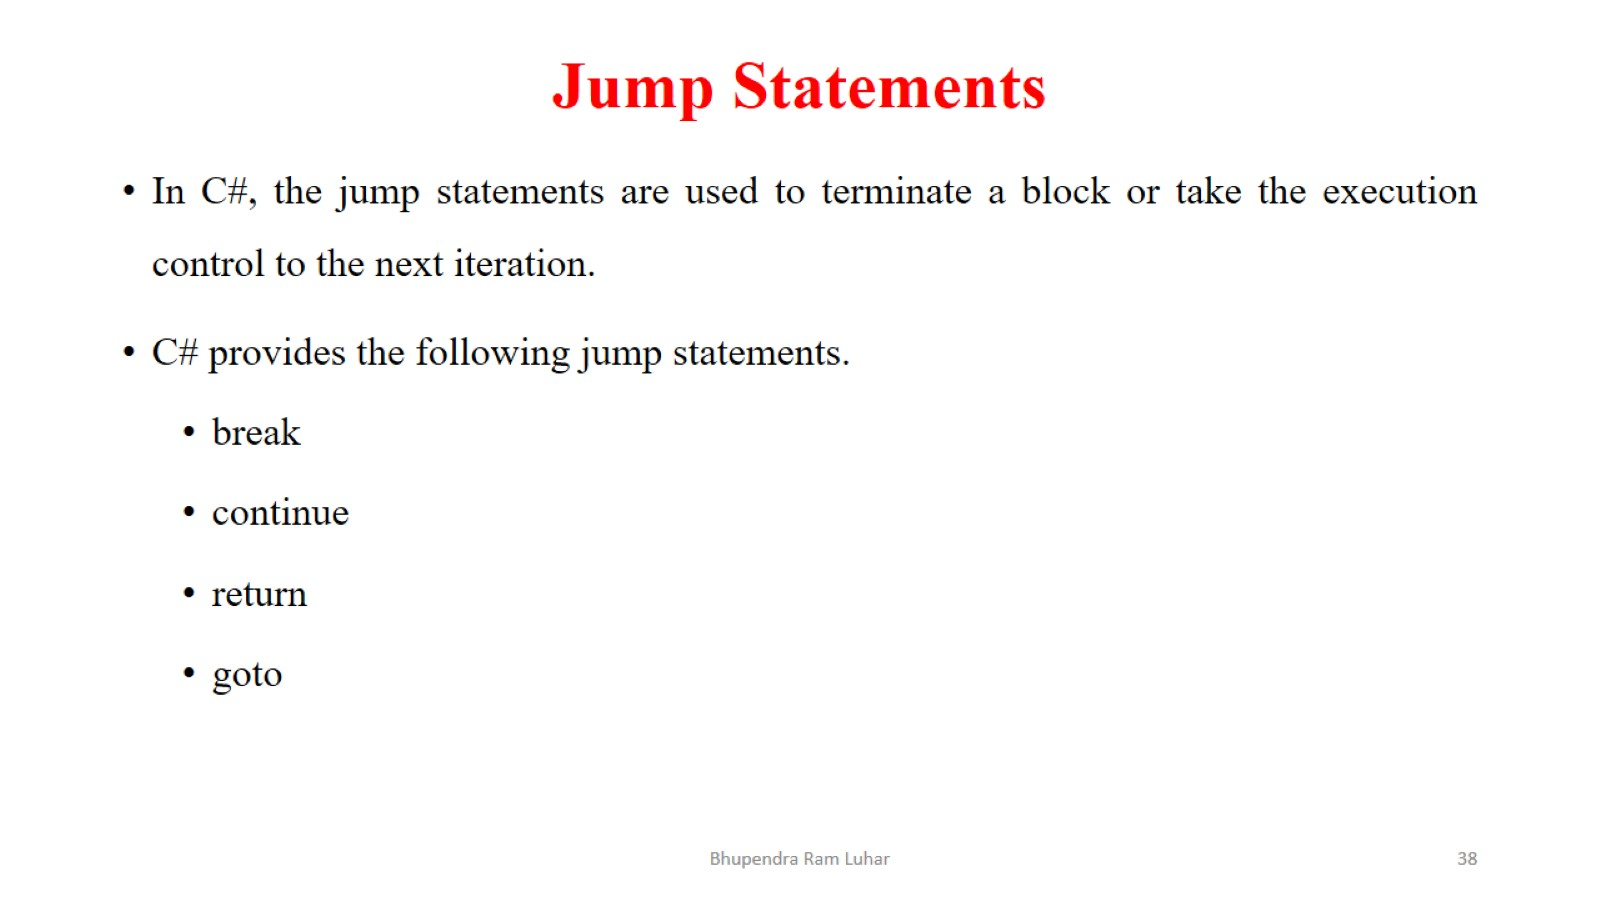 Jump Statements
• In C#, the jump statements are used to terminate a block or take the execution
control to the next iteration.
• C# provides the following jump statements.
• break
• continue
• return
• goto
Bhupendra Ram Luhar
38